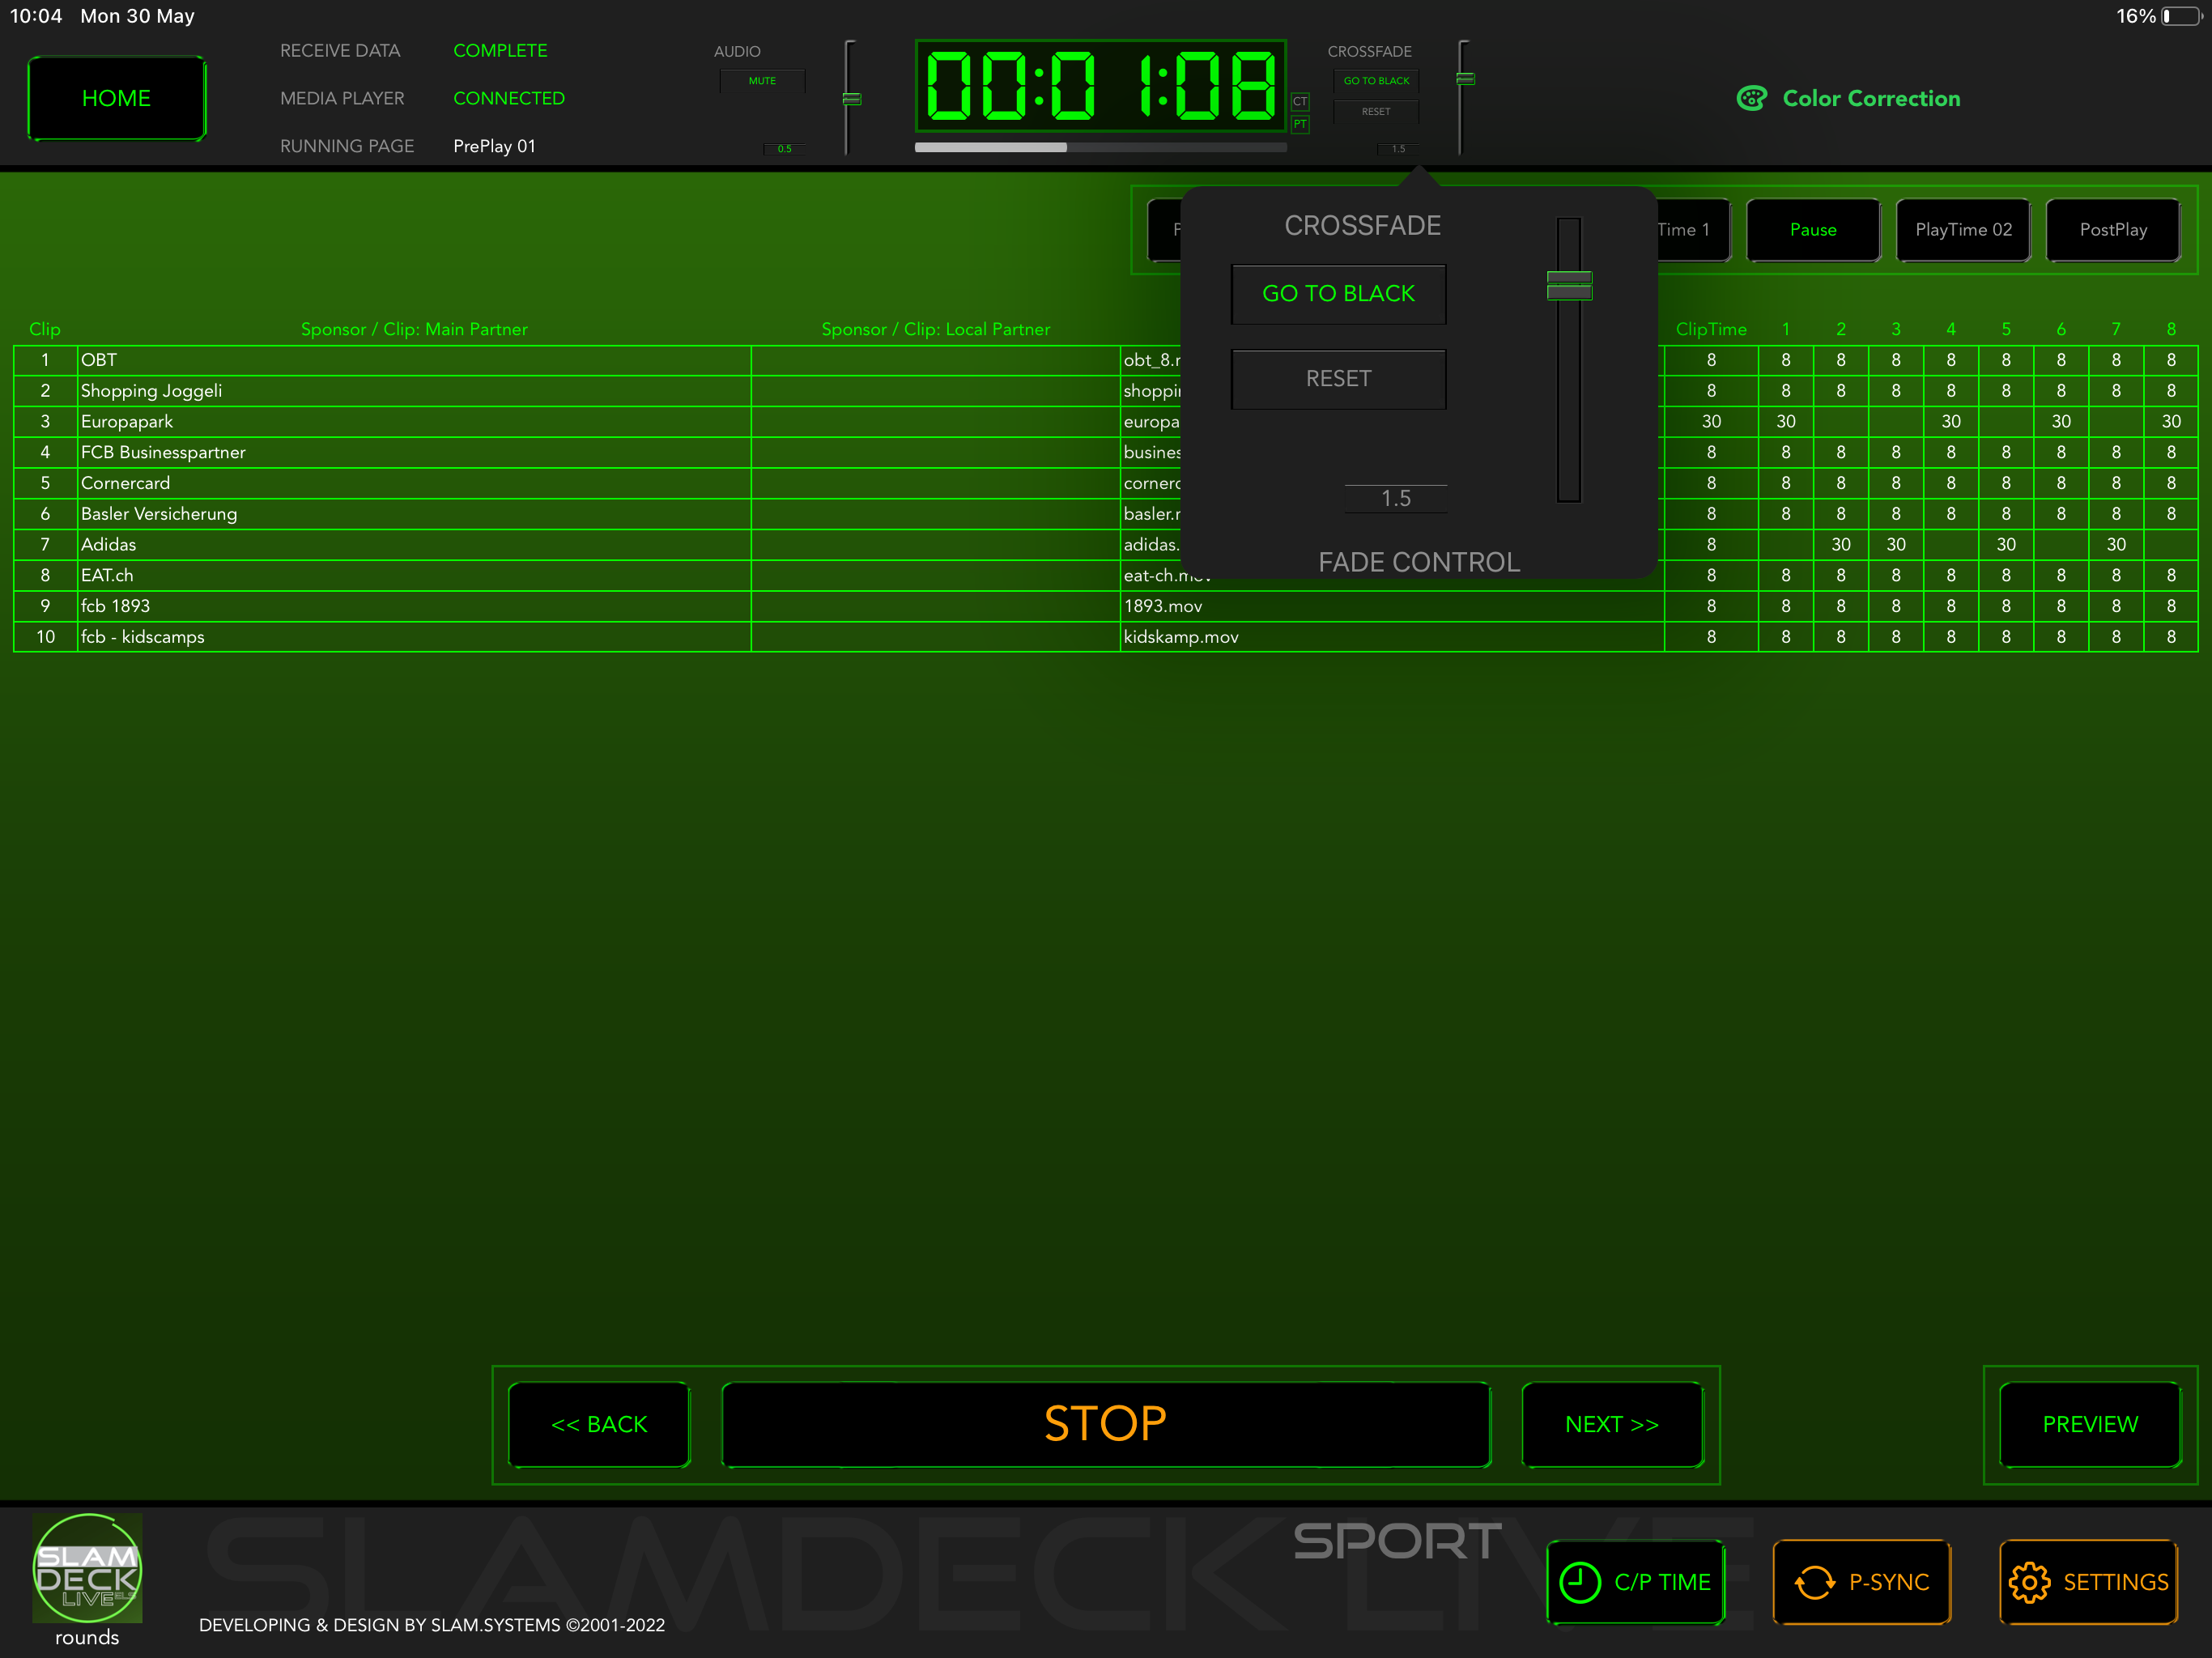 10:04 Mon 30 May 16%
HOME
RECEIVE DATA COMPLETE
MEDIA PLAYER CONNECTED
RUNNING PAGE PrePlay 01
AUDIO
MUTE
0.5
00:01:08
CT
PT
CROSSFADE
GO TO BLACK
RESET
1.5
Color Correction
Time 1 Pause PlayTime 02 PostPlay
CROSSFADE
GO TO BLACK
RESET
1.5
FADE CONTROL
Clip Sponsor / Clip: Main Partner Sponsor / Clip: Local Partner ClipTime 1 2 3 4 5 6 7 8
1 OBT obt_8. 8 8 8 8 8 8 8 8 8
2 Shopping Joggeli shoppi 8 8 8 8 8 8 8 8 8
3 Europapark europa 30 30 30 30 30
4 FCB Businesspartner busines 8 8 8 8 8 8 8 8 8
5 Cornercard corner 8 8 8 8 8 8 8 8 8
6 Basler Versicherung basler. 8 8 8 8 8 8 8 8 8
7 Adidas adidas. 8 30 30 30 30
8 EAT.ch eat-ch.mov 8 8 8 8 8 8 8 8 8
9 fcb 1893 1893.mov 8 8 8 8 8 8 8 8 8
10 fcb - kidscamps kidskamp.mov 8 8 8 8 8 8 8 8 8
<< BACK STOP NEXT >> PREVIEW
SLAM
DECK
LIVE
rounds
SLAMDECK LIVE
SPORT
DEVELOPING & DESIGN BY SLAM.SYSTEMS ©2001-2022
C/P TIME P-SYNC SETTINGS